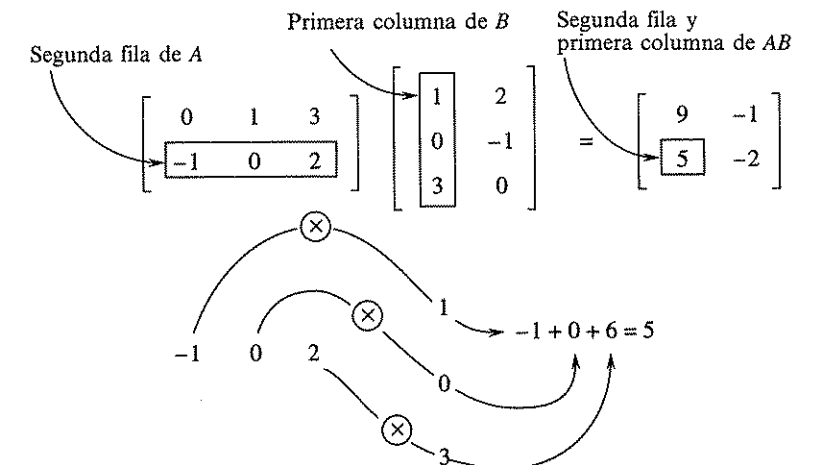 Primera columna de B
Segunda fila y
primera columna de AB
Segunda fila de A
0 1 3
-1 0 2
1 2
0 -1
3 0
=
9 -1
5 -2
×
1
×
-1 + 0 + 6 = 5
-1 0 2
0
×
3